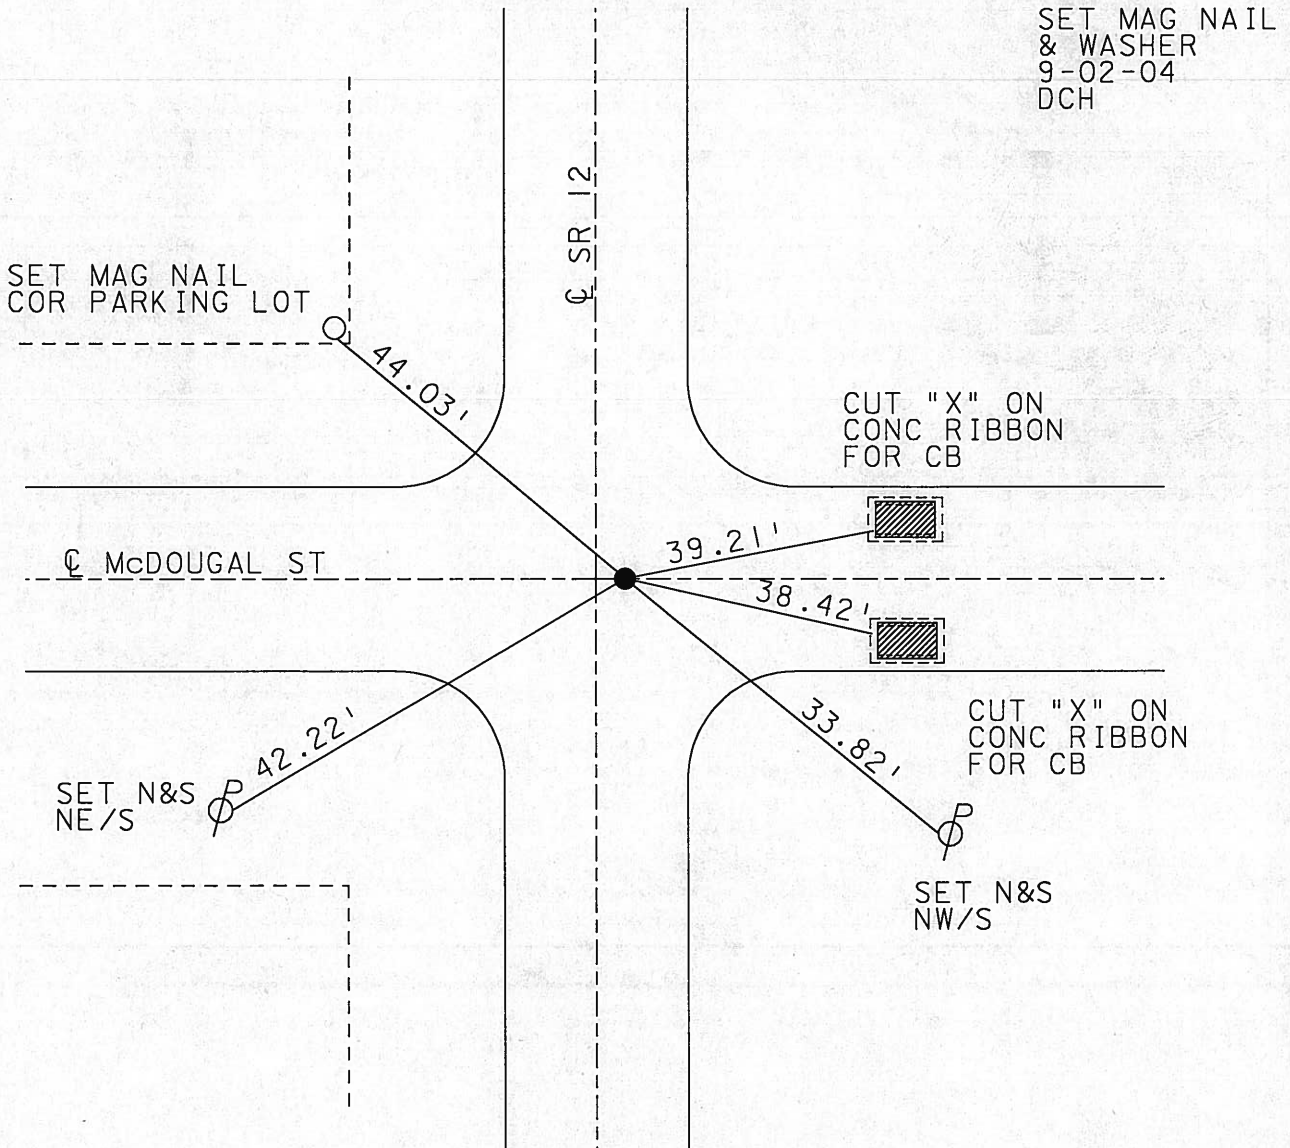 SET MAG NAIL
& WASHER
9-02-04
DCH
℄ SR 12
SET MAG NAIL
COR PARKING LOT
44.03'
CUT "X" ON
CONC RIBBON
FOR CB
39.21'
℄ McDOUGAL ST
38.42'
42.22'
33.82'
CUT "X" ON
CONC RIBBON
FOR CB
SET N&S
NE/S
P
P
SET N&S
NW/S